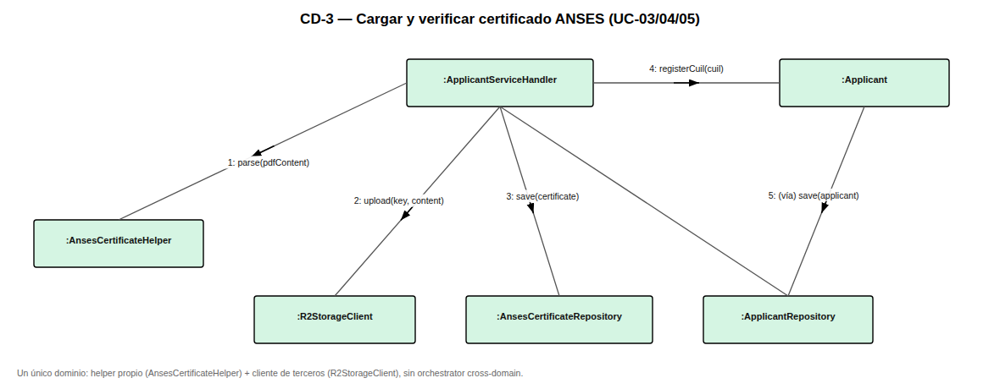 CD-3 — Cargar y verificar certificado ANSES (UC-03/04/05)
:ApplicantServiceHandler
4: registerCuil(cuil)
:Applicant
1: parse(pdfContent)
2: upload(key, content)
3: save(certificate)
5: (vía) save(applicant)
:AnsesCertificateHelper
:R2StorageClient
:AnsesCertificateRepository
:ApplicantRepository
Un único dominio: helper propio (AnsesCertificateHelper) + cliente de terceros (R2StorageClient), sin orchestrator cross-domain.